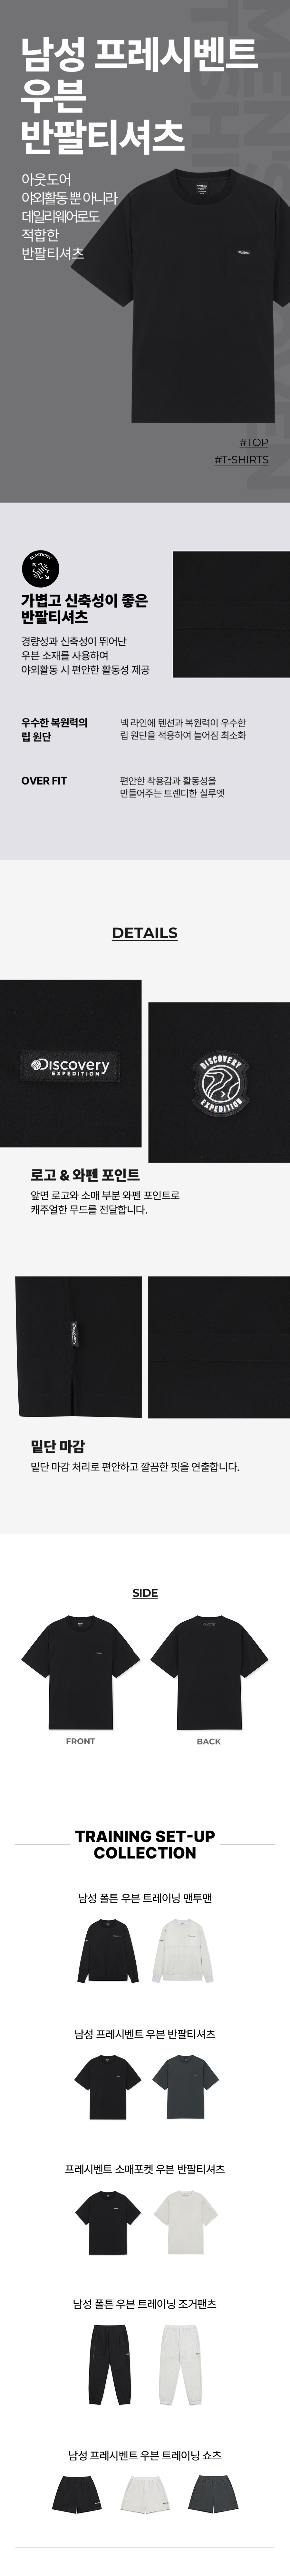 남성 프레시벤트
우븐
반팔티셔츠
아웃도어
야외활동 뿐 아니라
데일리웨어로도
적합한
반팔티셔츠
MEN'S WOVEN
T-SHI
#TOP
#T-SHIRTS
ELASTICITY
가볍고 신축성이 좋은
반팔티셔츠
경량성과 신축성이 뛰어난
우븐 소재를 사용하여
야외활동 시 편안한 활동성 제공
우수한 복원력의
립 원단
넥 라인에 텐션과 복원력이 우수한
립 원단을 적용하여 늘어짐 최소화
OVER FIT
편안한 착용감과 활동성을
만들어주는 트렌디한 실루엣
DETAILS
Discovery
EXPEDITION
DISCOVERY
EXPEDITION
로고 & 와펜 포인트
앞면 로고와 소매 부분 와펜 포인트로
캐주얼한 무드를 전달합니다.
Discovery
밑단 마감
밑단 마감 처리로 편안하고 깔끔한 핏을 연출합니다.
SIDE
FRONT
BACK
TRAINING SET-UP
COLLECTION
남성 폴튼 우븐 트레이닝 맨투맨
남성 프레시벤트 우븐 반팔티셔츠
프레시벤트 소매포켓 우븐 반팔티셔츠
남성 폴튼 우븐 트레이닝 조거팬츠
남성 프레시벤트 우븐 트레이닝 쇼츠